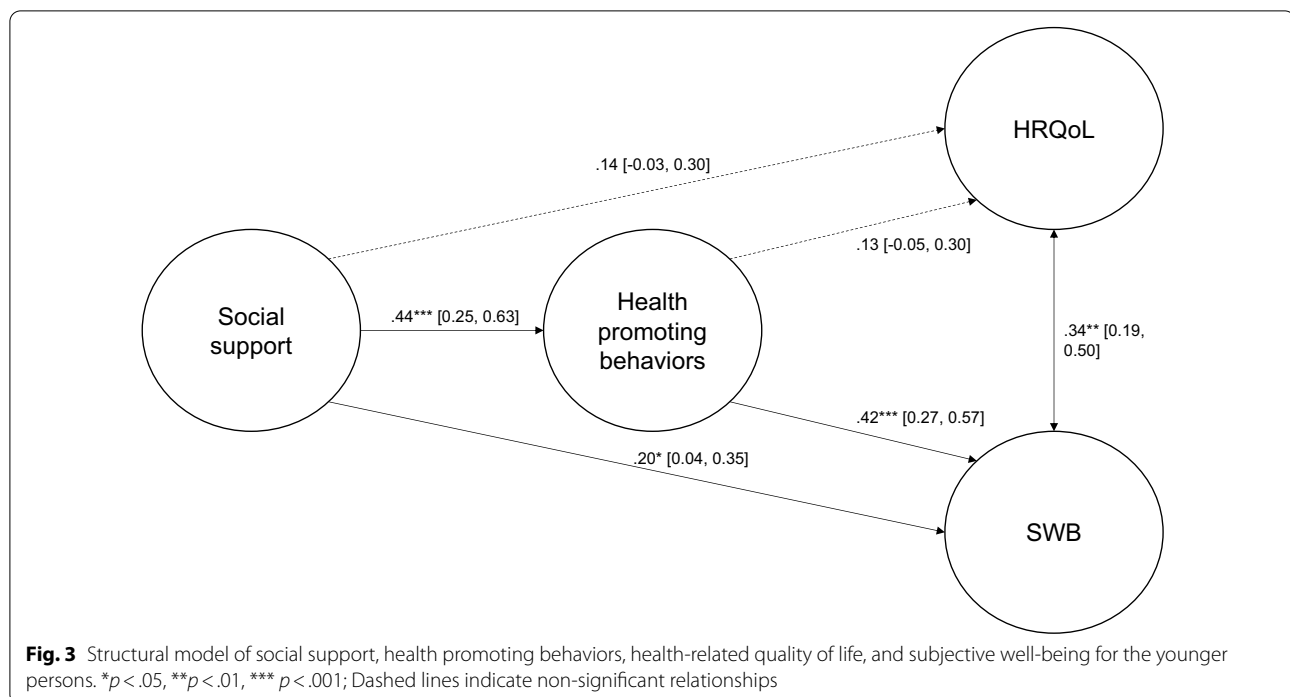 HRQoL
.14 [-0.03, 0.30]
.13 [-0.05, 0.30]
Social
support
.44*** [0.25, 0.63]
Health
promoting
behaviors
.34** [0.19,
0.50]
.42*** [0.27, 0.57]
.20* [0.04, 0.35]
SWB
Fig. 3 Structural model of social support, health promoting behaviors, health-related quality of life, and subjective well-being for the younger
persons. *p < .05, **p < .01, *** p < .001; Dashed lines indicate non-significant relationships